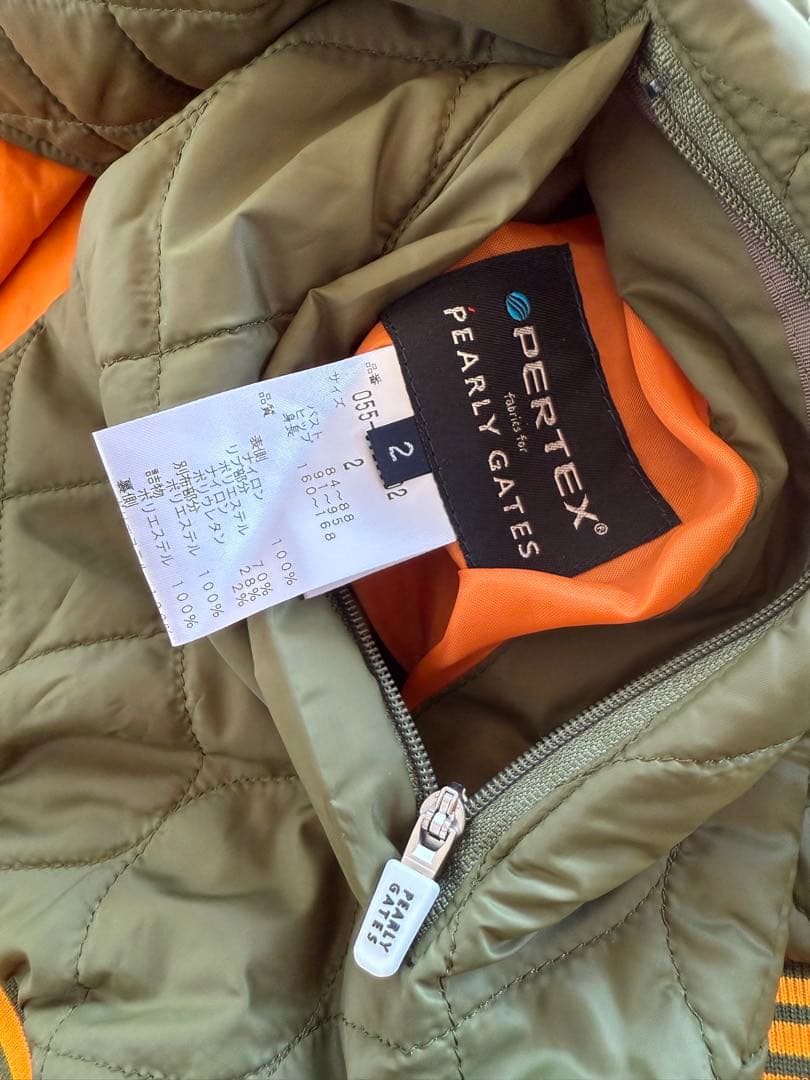 PERTEX®
fabrics for
PEARLY GATES
2
品番 055-
2
サイズ 2
バスト 84~88
ヒップ 91~95
身長 160~168
品質
表側 ナイロン 100%
リブ部分
ポリエステル 70%
ナイロン 28%
ポリウレタン 2%
別布部分
ポリエステル 100%
詰物 ポリエステル 100%
裏側
PEARLY
GATES